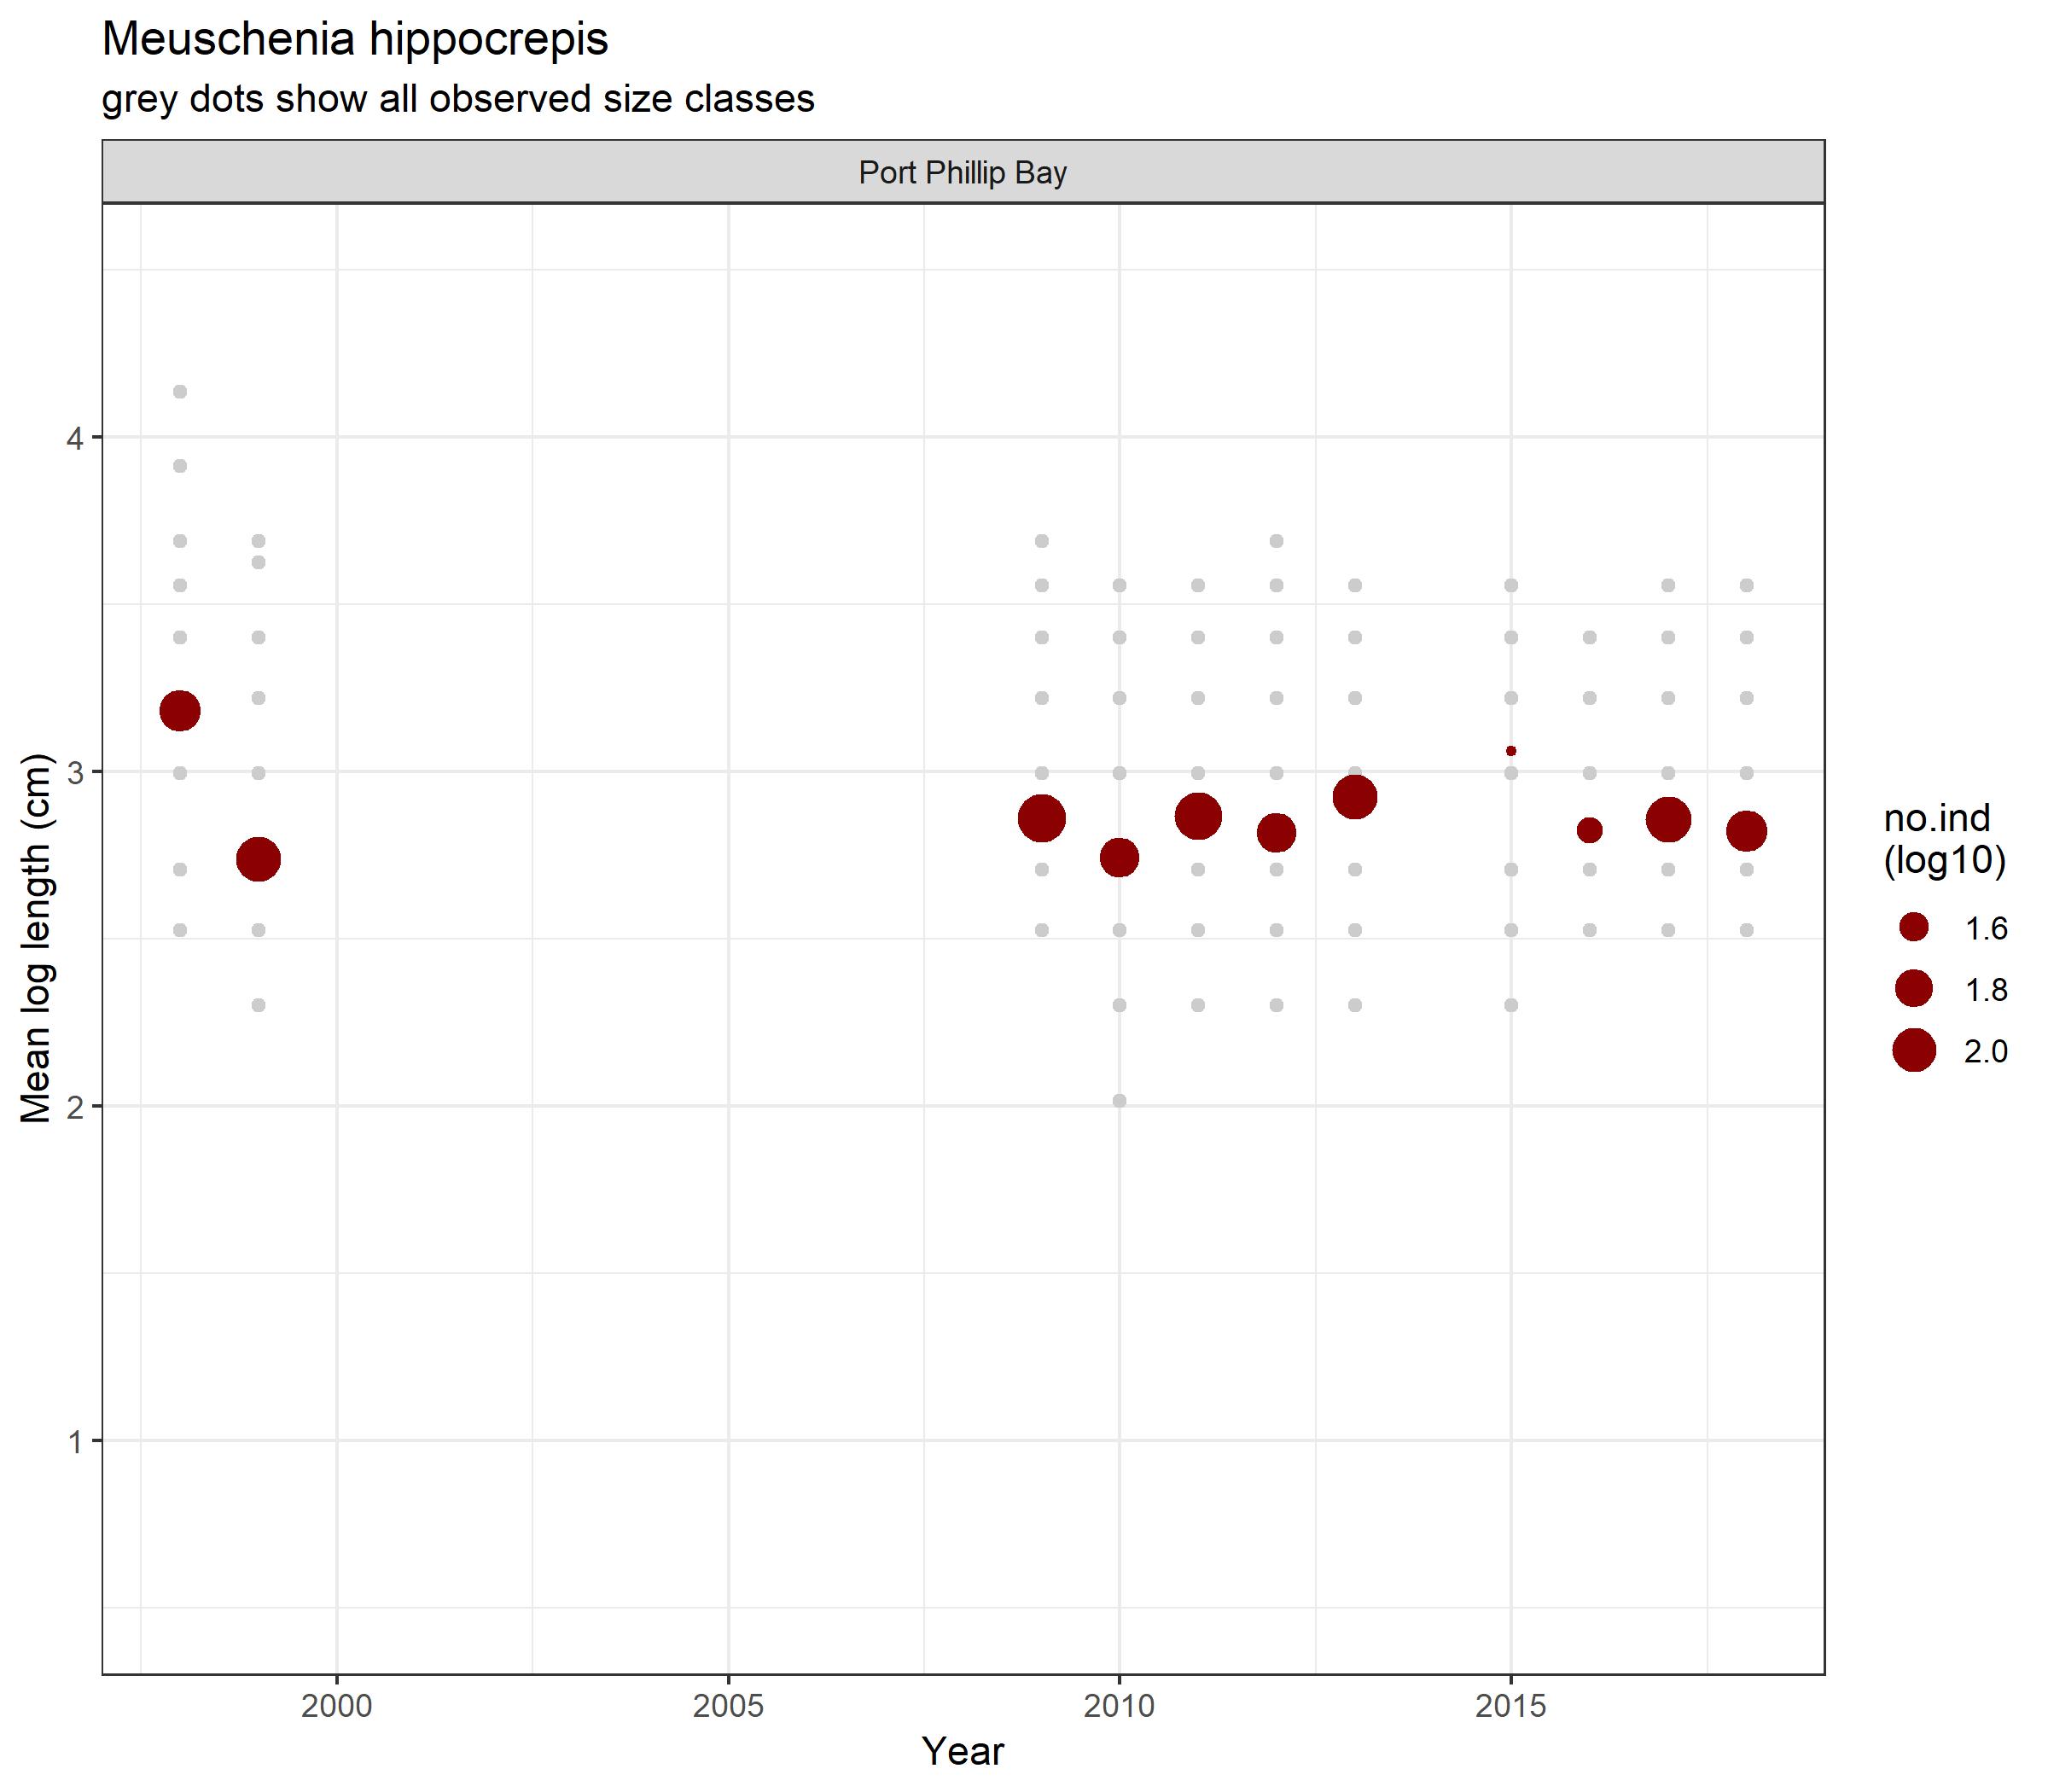 Meuschenia hippocrepis
grey dots show all observed size classes
Port Phillip Bay
Mean log length (cm)
4
3
2
1
2000
2005
2010
2015
Year
no.ind
(log10)
1.6
1.8
2.0